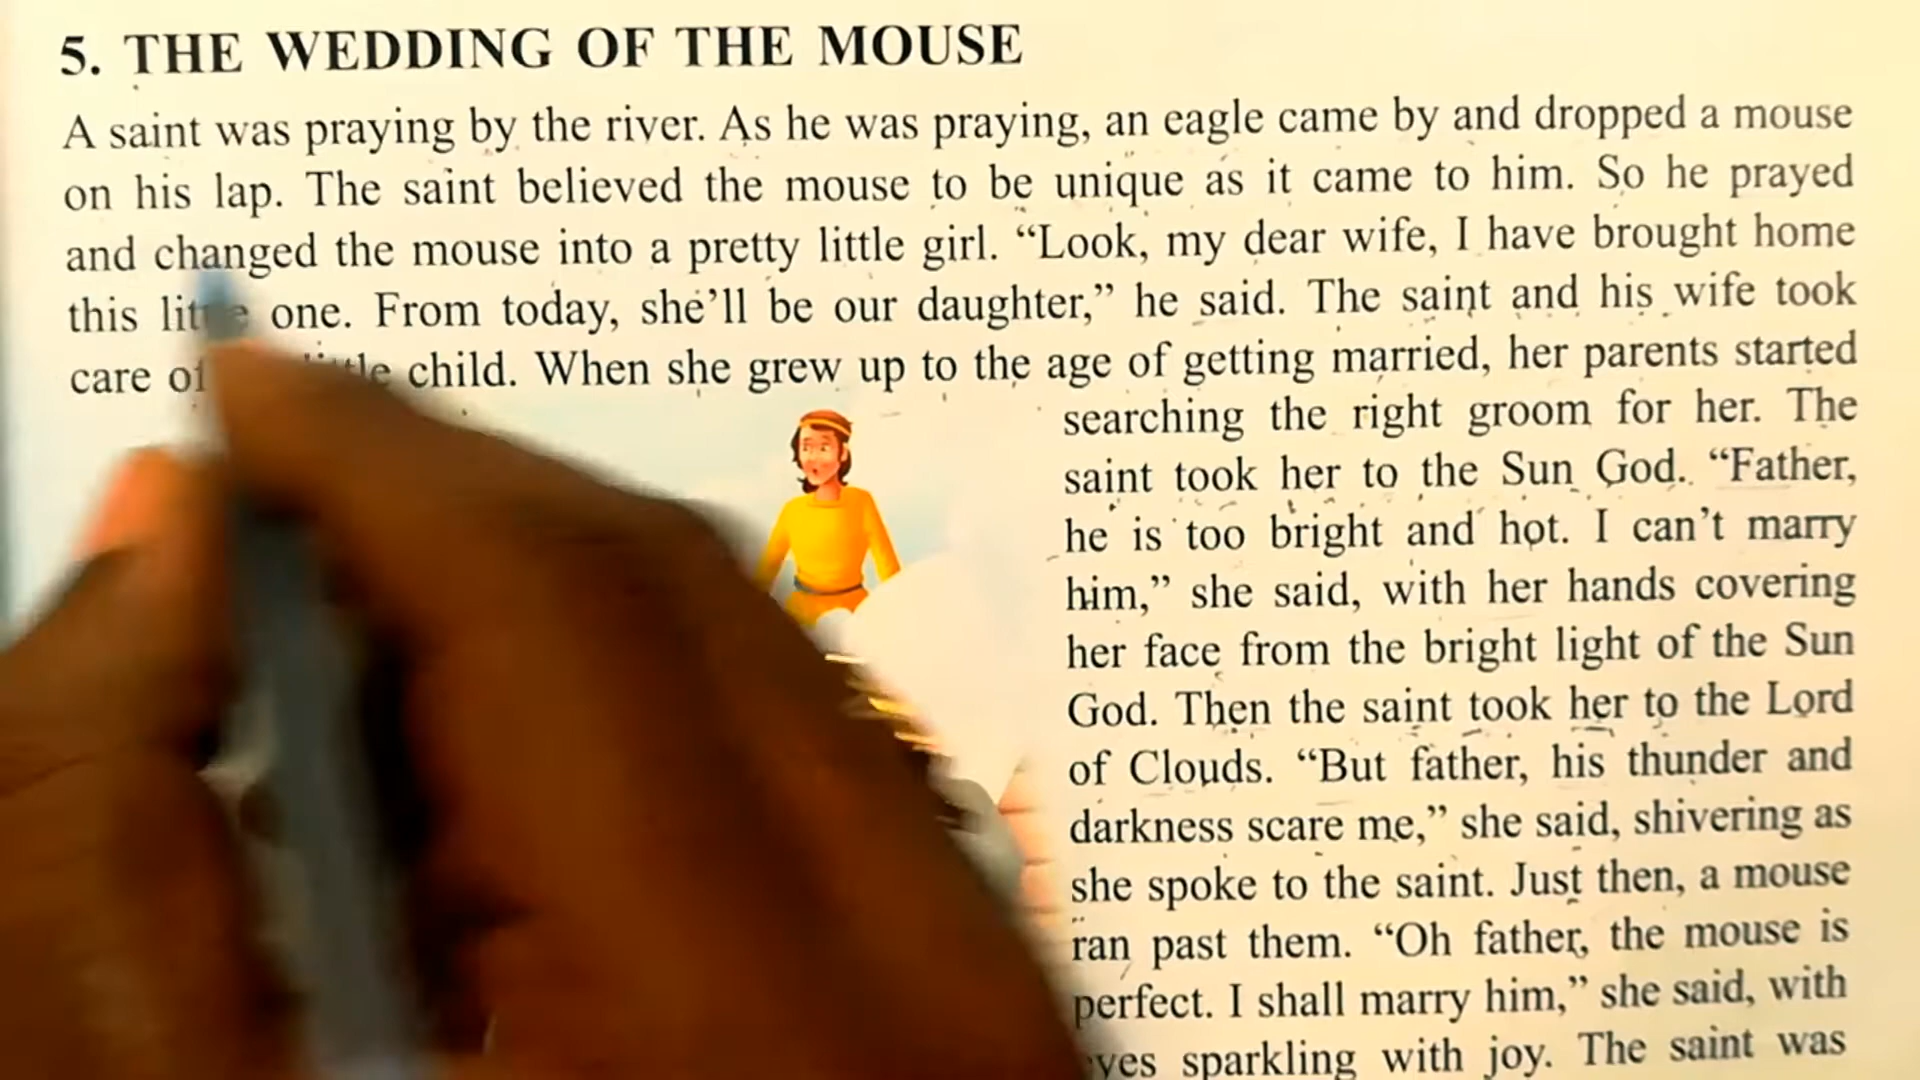 5. THE WEDDING OF THE MOUSE
A saint was praying by the river. As he was praying, an eagle came by and dropped a mouse
on his lap. The saint believed the mouse to be unique as it came to him. So he prayed
and changed the mouse into a pretty little girl. “Look, my dear wife, I have brought home
this little one. From today, she’ll be our daughter,” he said. The saint and his wife took
care of child. When she grew up to the age of getting married, her parents started
searching the right groom for her. The
saint took her to the Sun God. “Father,
he is too bright and hot. I can’t marry
him,” she said, with her hands covering
her face from the bright light of the Sun
God. Then the saint took her to the Lord
of Clouds. “But father, his thunder and
darkness scare me,” she said, shivering as
she spoke to the saint. Just then, a mouse
ran past them. “Oh father, the mouse is
perfect. I shall marry him,” she said, with
sparkling with joy. The saint was